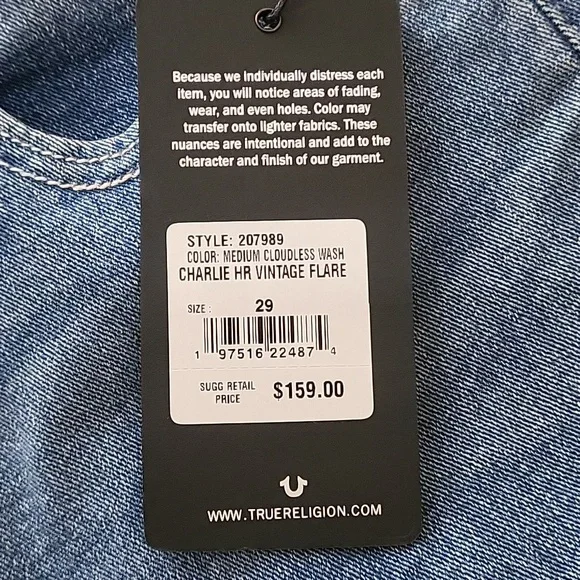 Because we individually distress each
item, you will notice areas of fading,
wear, and even holes. Color may
transfer onto lighter fabrics. These
nuances are intentional and add to the
character and finish of our garment.
STYLE: 207989
COLOR: MEDIUM CLOUDLESS WASH
CHARLIE HR VINTAGE FLARE
SIZE: 29
1 97516 22487 4
SUGG RETAIL
PRICE $159.00
WWW.TRUERELIGION.COM